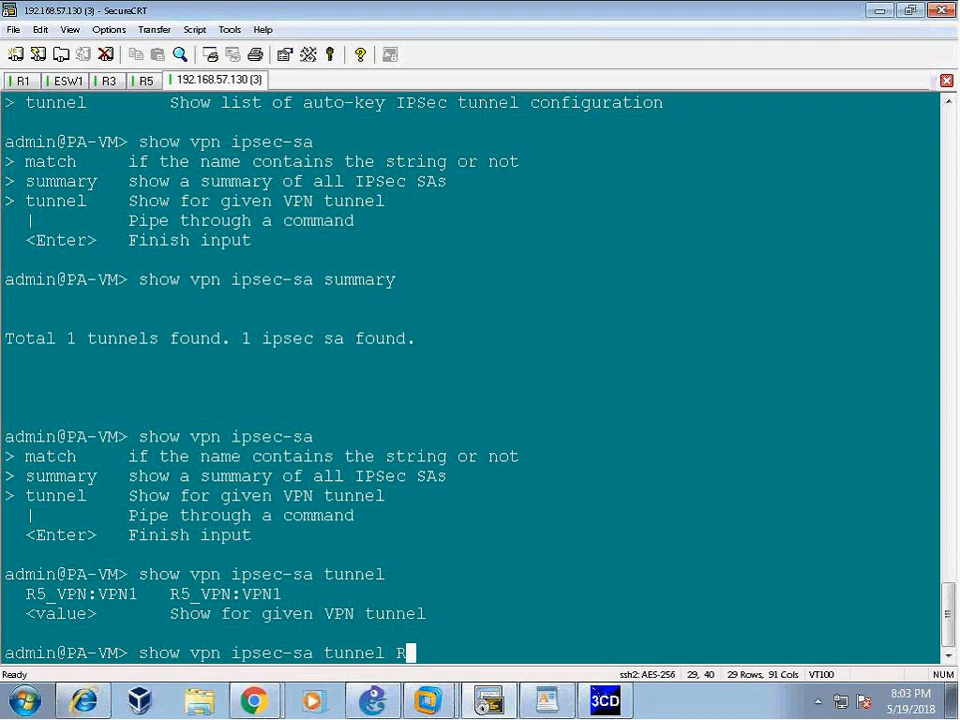 192.168.57.130 (3) - SecureCRT
File Edit View Options Transfer Script Tools Help
R1 ESW1 R3 R5 192.168.57.130 (3)
> tunnel Show list of auto-key IPSec tunnel configuration
admin@PA-VM> show vpn ipsec-sa
> match if the name contains the string or not
> summary show a summary of all IPSec SAs
> tunnel Show for given VPN tunnel
| Pipe through a command
<Enter> Finish input
admin@PA-VM> show vpn ipsec-sa summary
Total 1 tunnels found. 1 ipsec sa found.
admin@PA-VM> show vpn ipsec-sa
> match if the name contains the string or not
> summary show a summary of all IPSec SAs
> tunnel Show for given VPN tunnel
| Pipe through a command
<Enter> Finish input
admin@PA-VM> show vpn ipsec-sa tunnel
R5_VPN:VPN1 R5_VPN:VPN1
<value> Show for given VPN tunnel
admin@PA-VM> show vpn ipsec-sa tunnel R
Ready ssh2: AES-256 29, 40 29 Rows, 91 Cols VT100 NUM
3CD
8:03 PM
5/19/2018